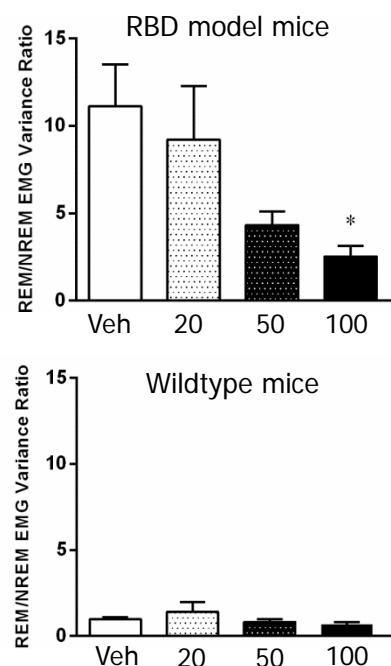 RBD model mice
REM/NREM EMG Variance Ratio
15
10
5
0
*
Veh 20 50 100
Wildtype mice
REM/NREM EMG Variance Ratio
15
10
5
0
Veh 20 50 100